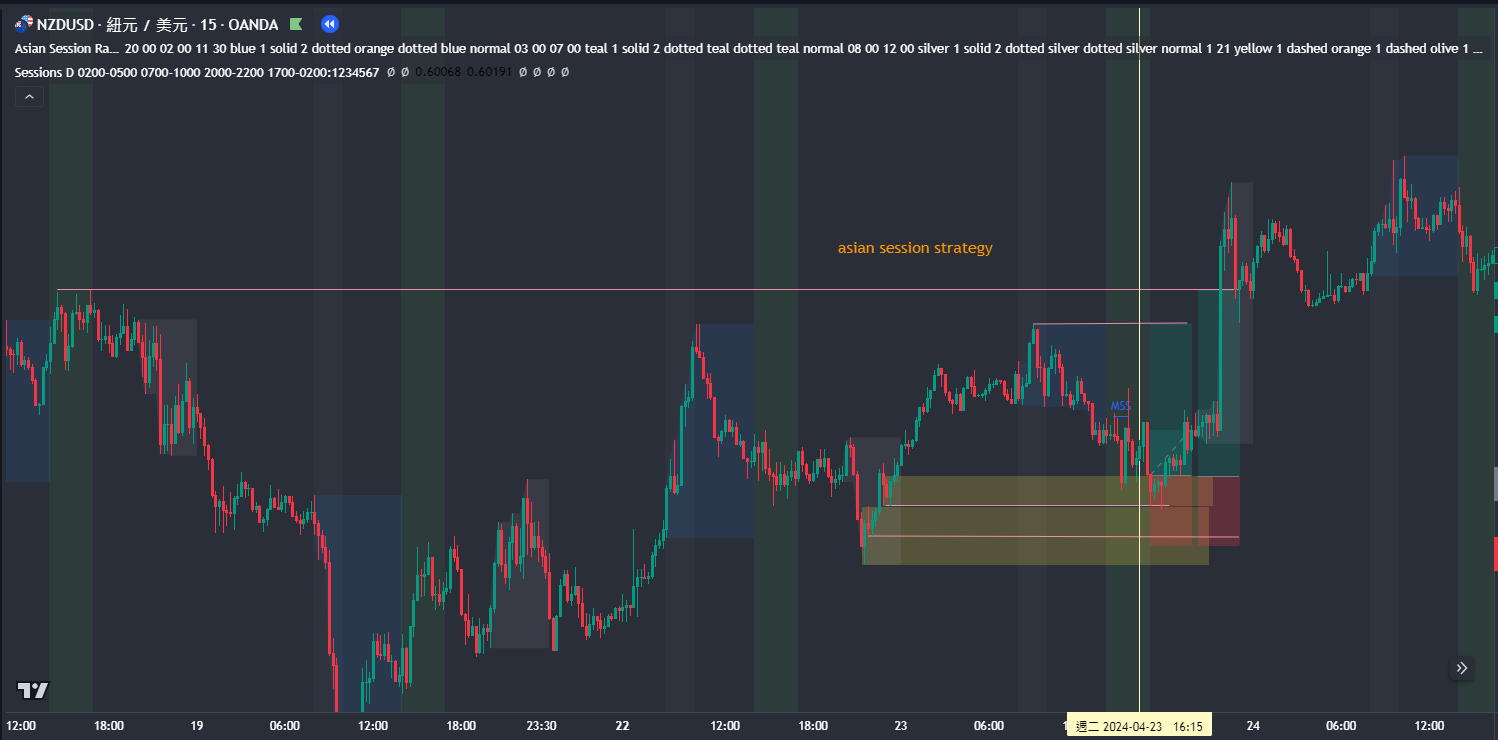 NZDUSD · 紐元 / 美元 · 15 · OANDA
Asian Session Ra... 20 00 02 00 11 30 blue 1 solid 2 dotted orange dotted blue normal 03 00 07 00 teal 1 solid 2 dotted teal dotted teal normal 08 00 12 00 silver 1 solid 2 dotted silver dotted silver normal 1 21 yellow 1 dashed orange 1 dashed olive 1 ...
Sessions D 0200-0500 0700-1000 2000-2200 1700-0200:1234567 Ø Ø 0.60068 0.60191 Ø Ø Ø Ø
asian session strategy
MSS
12:00 18:00 19 06:00 12:00 18:00 23:30 22 12:00 18:00 23 06:00 週二 2024-04-23 16:15 24 06:00 12:00